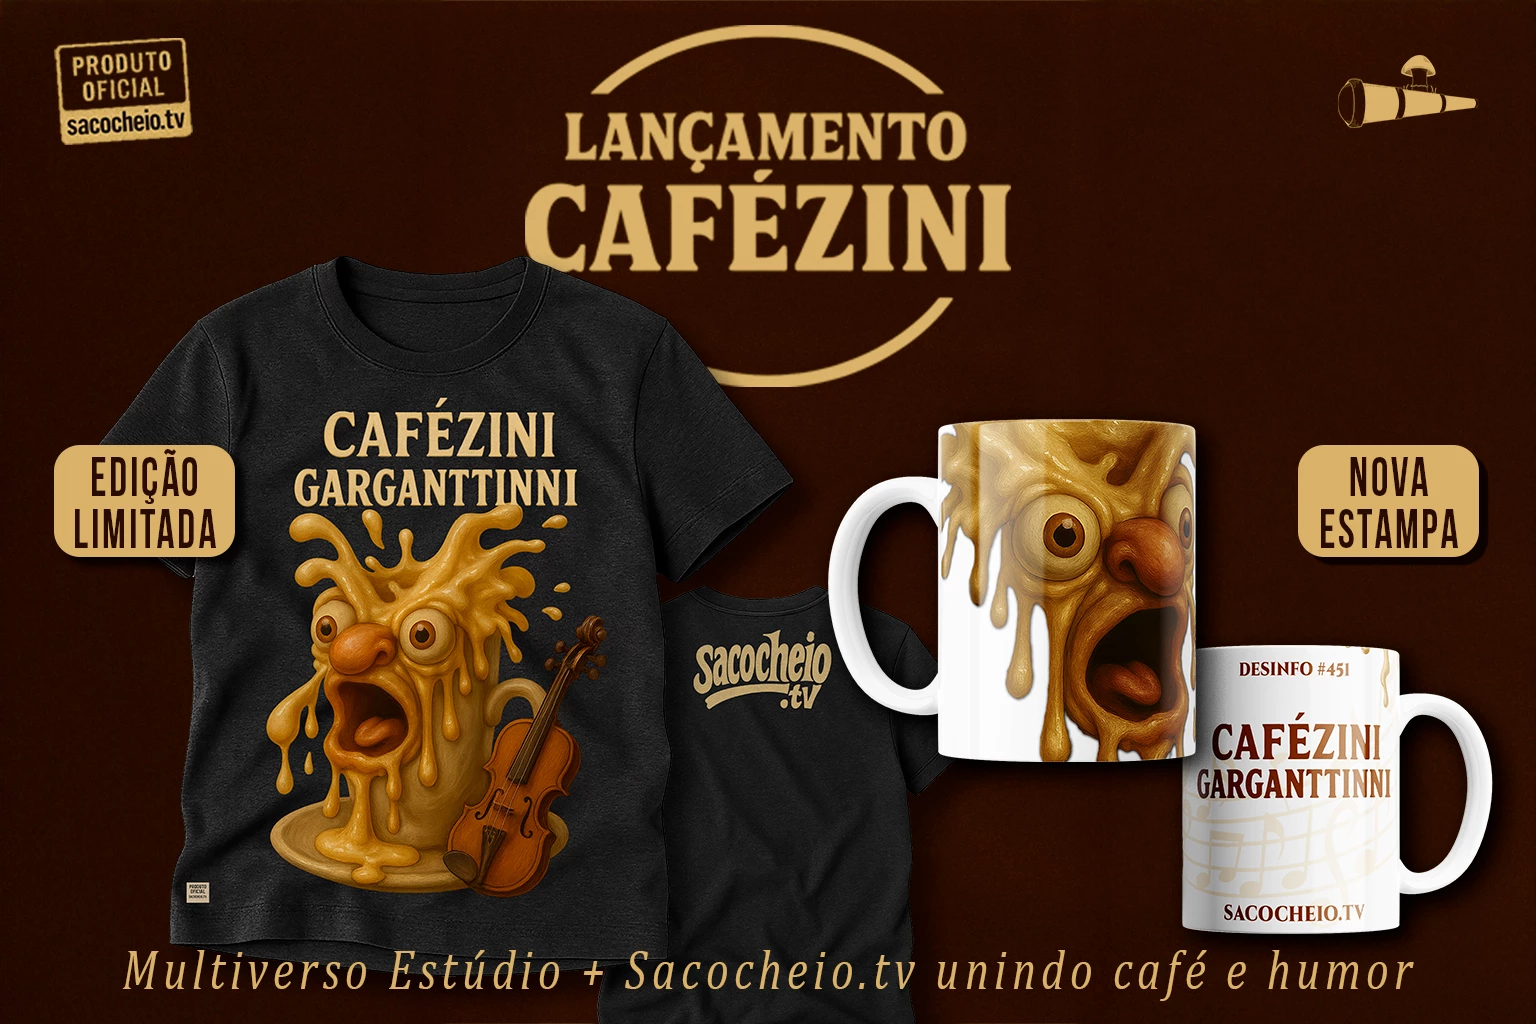 PRODUTO
OFICIAL
sacocheio.tv
LANÇAMENTO
CAFÉZINI
EDIÇÃO
LIMITADA
CAFÉZINI
GARGANTTINNI
PRODUTO
OFICIAL
SACOCHEIO.TV
Sacocheio
.tv
NOVA
ESTAMPA
DESINFO #451
CAFÉZINI
GARGANTTINNI
SACOCHEIO.TV
Multiverso Estúdio + Sacocheio.tv unindo café e humor